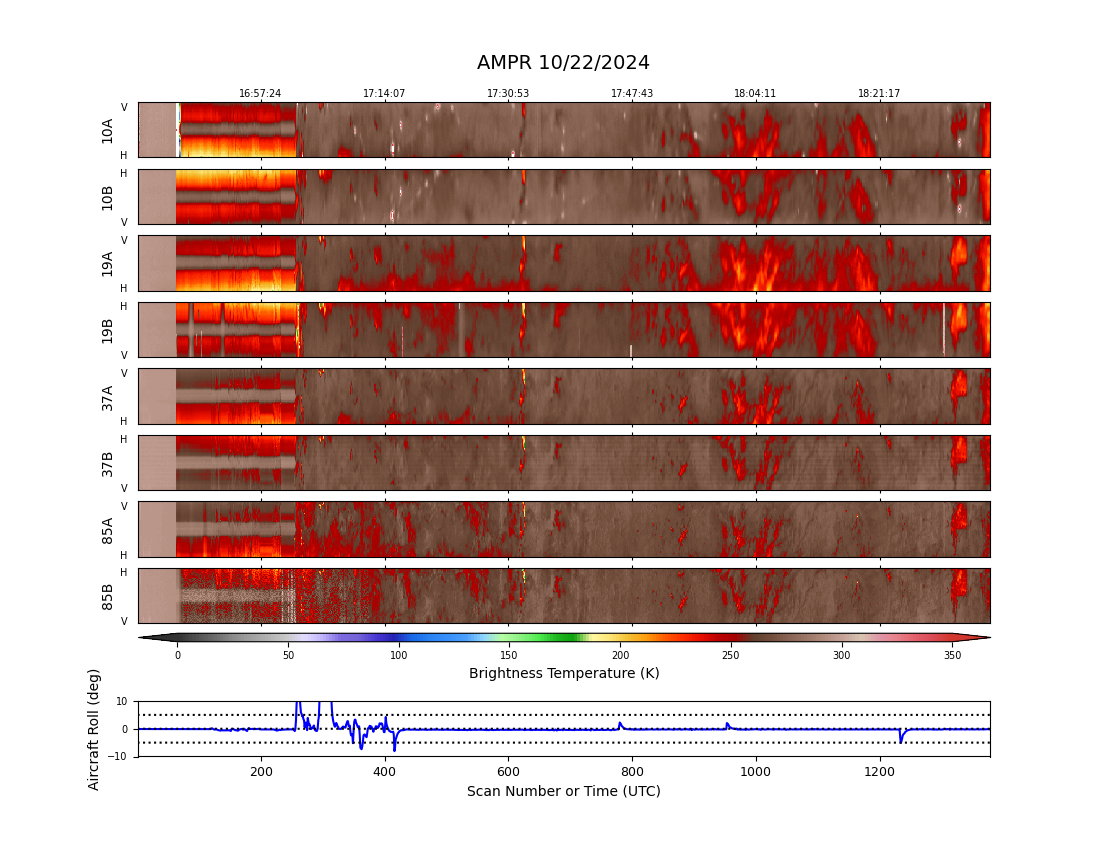 AMPR 10/22/2024
16:57:24 17:14:07 17:30:53 17:47:43 18:04:11 18:21:17
V
10A
H
H
10B
V
V
19A
H
H
19B
V
V
37A
H
H
37B
V
V
85A
H
H
85B
V
0 50 100 150 200 250 300 350
Brightness Temperature (K)
Aircraft Roll (deg)
10
0
−10
200 400 600 800 1000 1200
Scan Number or Time (UTC)